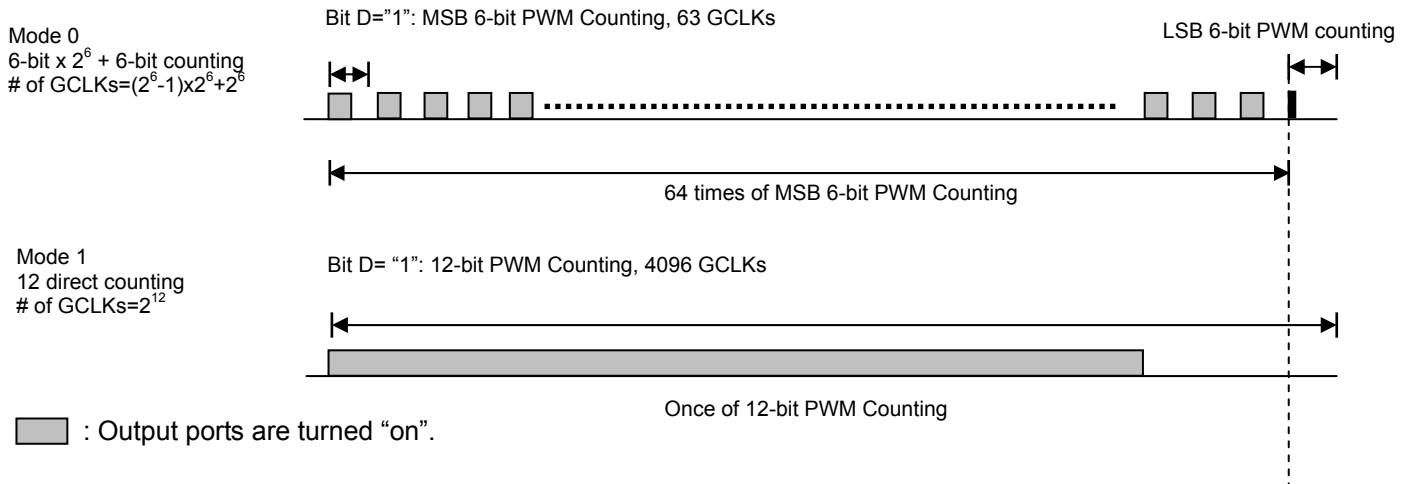 Bit D="1": MSB 6-bit PWM Counting, 63 GCLKs
Mode 0
6-bit x 2^6 + 6-bit counting
# of GCLKs=(2^6-1)x2^6+2^6
LSB 6-bit PWM counting
64 times of MSB 6-bit PWM Counting
Mode 1
12 direct counting
# of GCLKs=2^12
Bit D= “1”: 12-bit PWM Counting, 4096 GCLKs
Once of 12-bit PWM Counting
: Output ports are turned “on”.